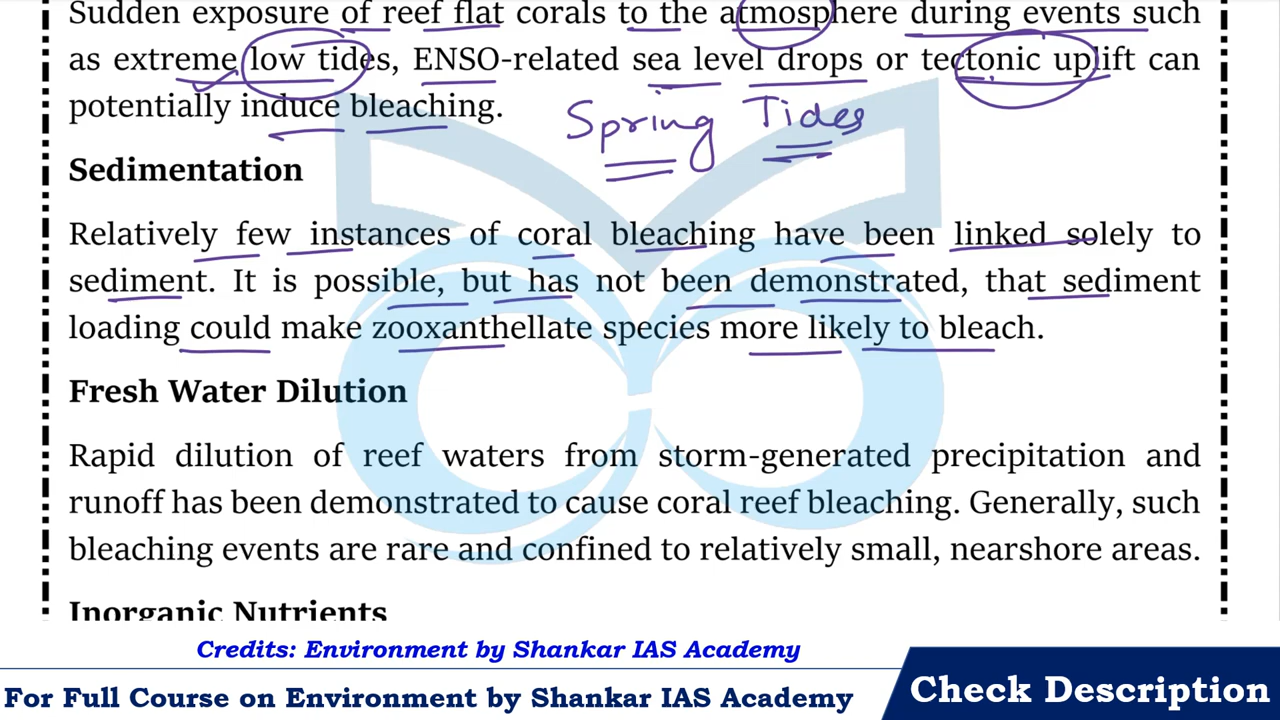 Sudden exposure of reef flat corals to the atmosphere during events such
as extreme low tides, ENSO-related sea level drops or tectonic uplift can
potentially induce bleaching.
Spring Tides
Sedimentation
Relatively few instances of coral bleaching have been linked solely to
sediment. It is possible, but has not been demonstrated, that sediment
loading could make zooxanthellate species more likely to bleach.
Fresh Water Dilution
Rapid dilution of reef waters from storm-generated precipitation and
runoff has been demonstrated to cause coral reef bleaching. Generally, such
bleaching events are rare and confined to relatively small, nearshore areas.
Inorganic Nutrients
Credits: Environment by Shankar IAS Academy
For Full Course on Environment by Shankar IAS Academy
Check Description